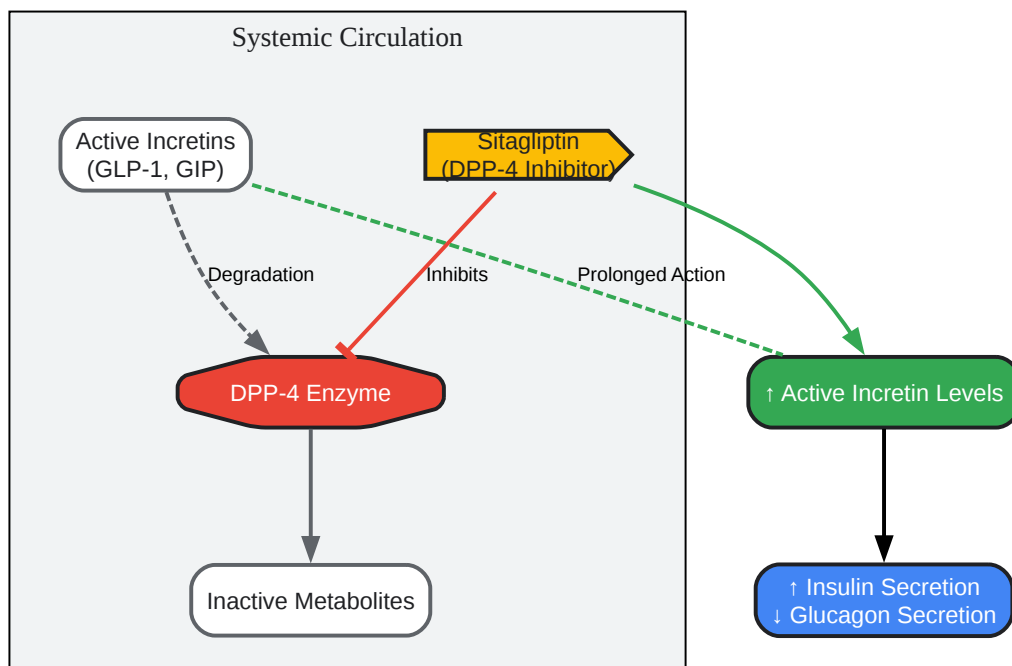 Systemic Circulation
Active Incretins
(GLP-1, GIP)
Sitagliptin
(DPP-4 Inhibitor)
Degradation
Inhibits
Prolonged Action
DPP-4 Enzyme
↑ Active Incretin Levels
Inactive Metabolites
↑ Insulin Secretion
↓ Glucagon Secretion